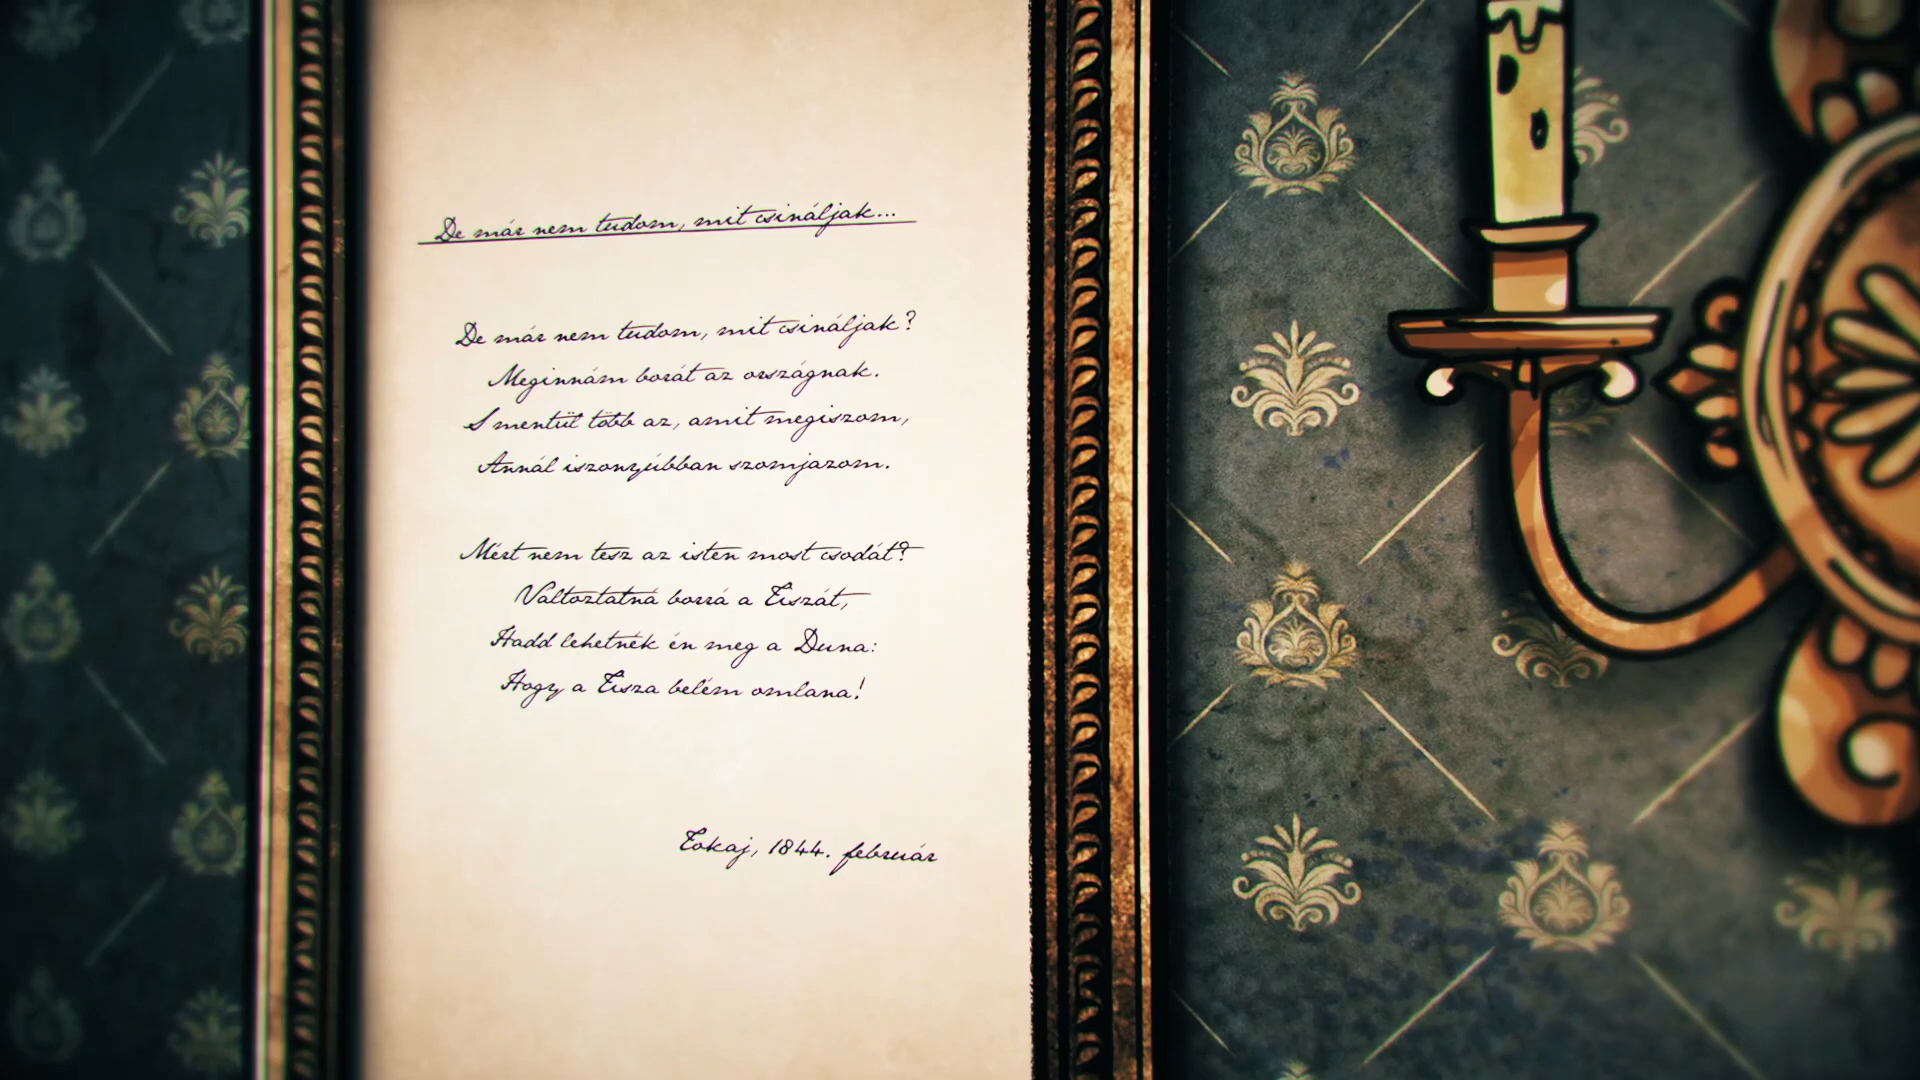 De már nem tudom, mit csináljak...
De már nem tudom, mit csináljak?
Meginnám borát az országnak.
S mentül több az, amit megiszom,
Annál iszonyúbban szomjazom.
Mért nem tesz az isten most csodát?
Változtatná borrá a Tiszát,
Hadd lehetnék én meg a Duna:
Hogy a Tisza belém omlana!
Tokaj, 1844. február